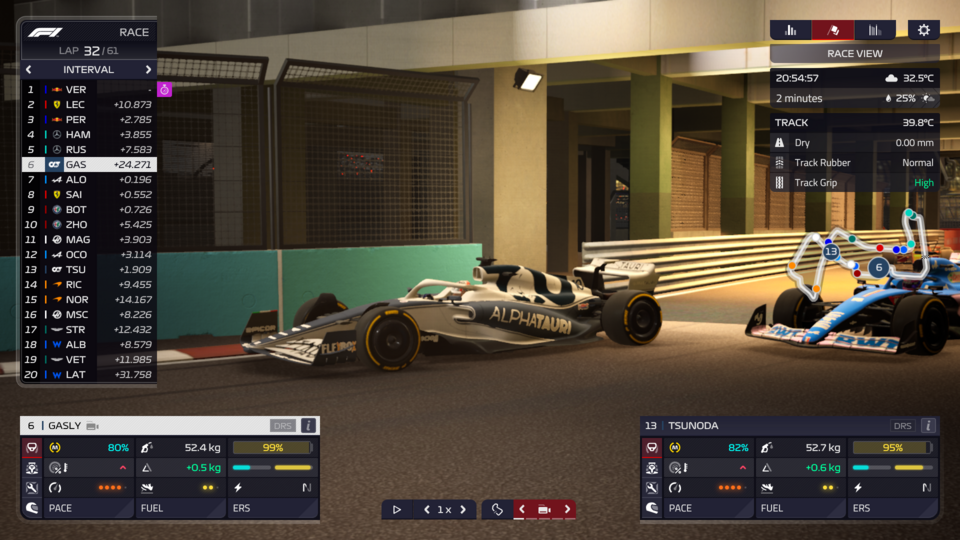 F1 RACE
LAP 32/61
INTERVAL
1 VER -
2 LEC +10.873
3 PER +2.785
4 HAM +3.855
5 RUS +7.583
6 GAS +24.271
7 ALO +0.196
8 SAI +0.552
9 BOT +0.726
10 ZHO +5.425
11 MAG +3.903
12 OCO +3.114
13 TSU +1.909
14 RIC +9.455
15 NOR +14.167
16 MSC +8.226
17 STR +12.432
18 ALB +8.579
19 VET +11.985
20 LAT +31.758
RACE VIEW
20:54:57 32.5°C
2 minutes 25%
TRACK 39.8°C
Dry 0.00 mm
Track Rubber Normal
Track Grip High
13
6
EPICOR
FLEXBOX
ALPHATAURI
RWT
6 GASLY DRS i
M 80% 52.4 kg 99%
+0.5 kg
N
PACE FUEL ERS
1x
13 TSUNODA DRS i
M 82% 52.7 kg 95%
+0.6 kg
N
PACE FUEL ERS